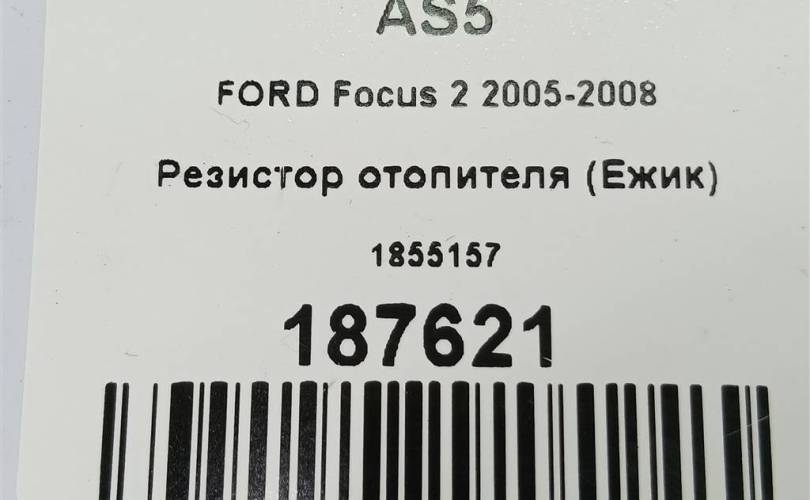 AS5
FORD Focus 2 2005-2008
Резистор отопителя (Ежик)
1855157
187621